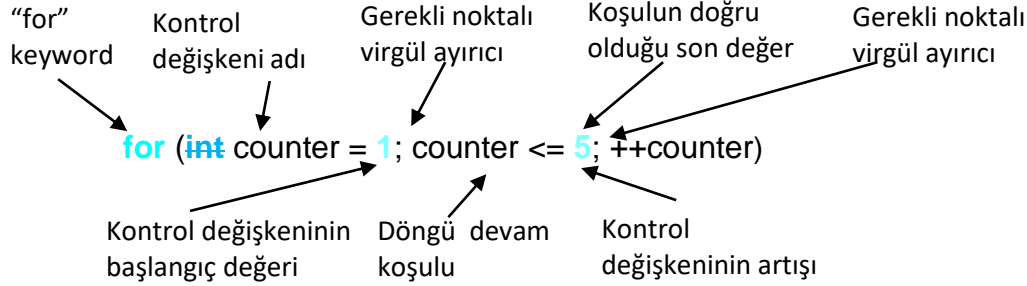 “for”
keyword
Kontrol
değişkeni adı
Gerekli noktalı
virgül ayırıcı
Koşulun doğru
olduğu son değer
Gerekli noktalı
virgül ayırıcı
for (int counter = 1; counter <= 5; ++counter)
Kontrol değişkeninin
başlangıç değeri
Döngü devam
koşulu
Kontrol
değişkeninin artışı